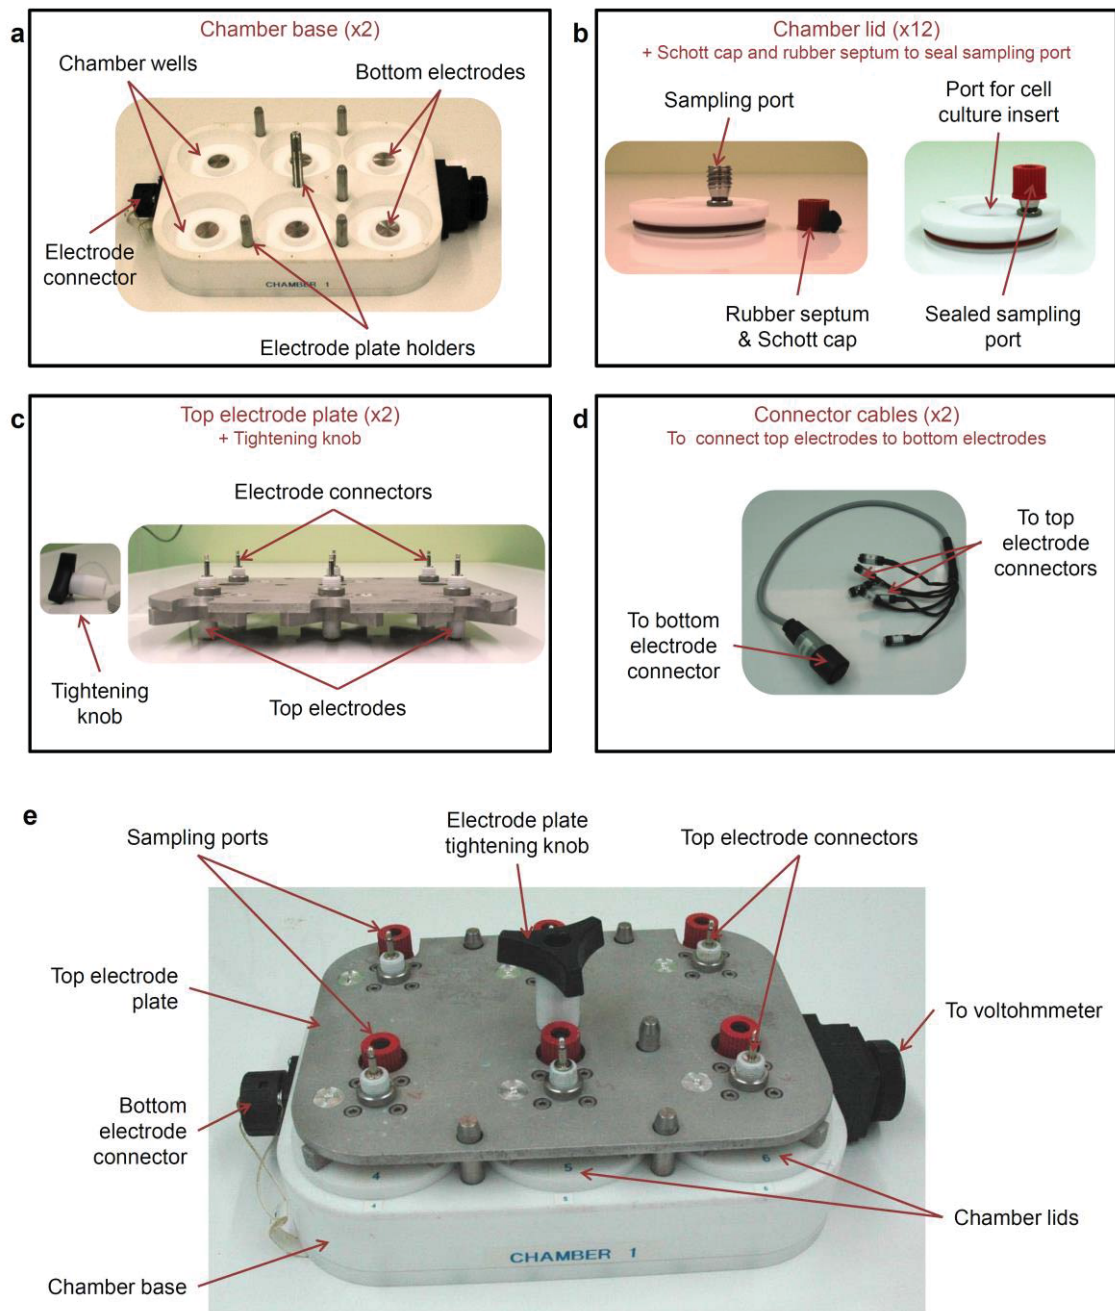 a
Chamber base (x2)
Chamber wells
Bottom electrodes
Electrode
connector
CHAMBER 1
Electrode plate holders
b
Chamber lid (x12)
+ Schott cap and rubber septum to seal sampling port
Sampling port
Port for cell
culture insert
Rubber septum
& Schott cap
Sealed sampling
port
c
Top electrode plate (x2)
+ Tightening knob
Electrode connectors
Tightening
knob
Top electrodes
d
Connector cables (x2)
To connect top electrodes to bottom electrodes
To top
electrode
connectors
To bottom
electrode
connector
e
Sampling ports
Electrode plate
tightening knob
Top electrode connectors
Top electrode
plate
To voltohmmeter
Bottom
electrode
connector
4
5
6
Chamber lids
CHAMBER 1
Chamber base